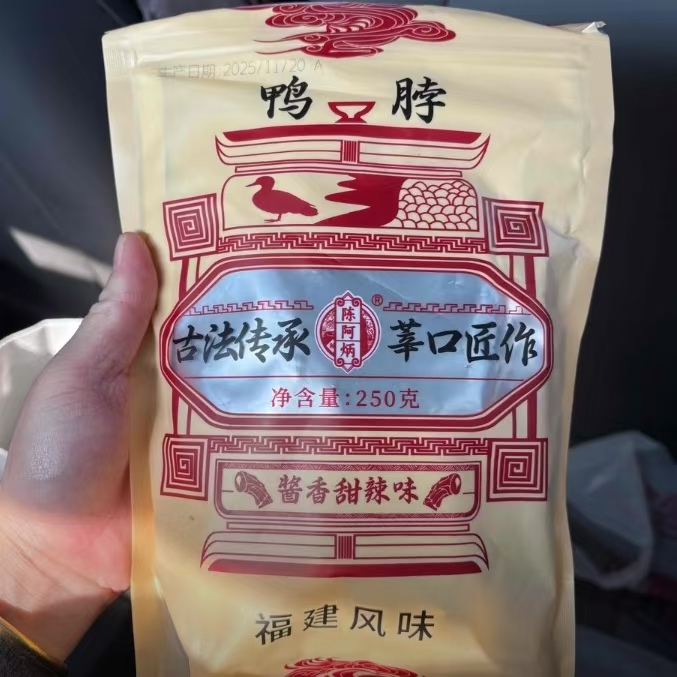 生产日期 2025/11/20 A
鸭脖
古法传承 陈阿炳® 莘口匠作
净含量:250克
酱香甜辣味
福建风味